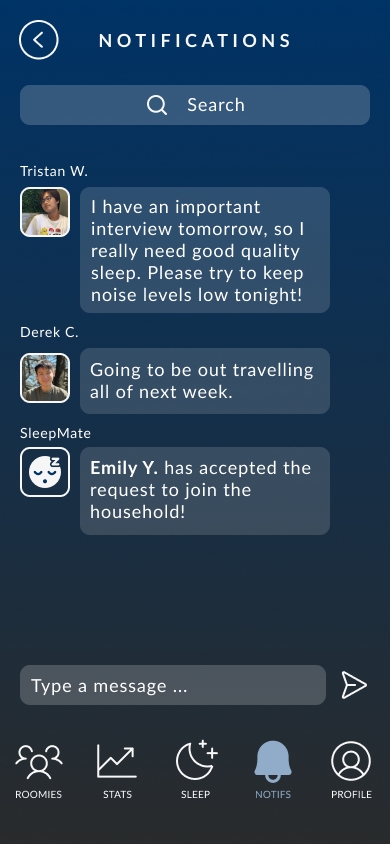 NOTIFICATIONS
Search
Tristan W.
I have an important
interview tomorrow, so I
really need good quality
sleep. Please try to keep
noise levels low tonight!
Derek C.
Going to be out travelling
all of next week.
SleepMate
Emily Y. has accepted the
request to join the
household!
Type a message ...
ROOMIES STATS SLEEP NOTIFS PROFILE